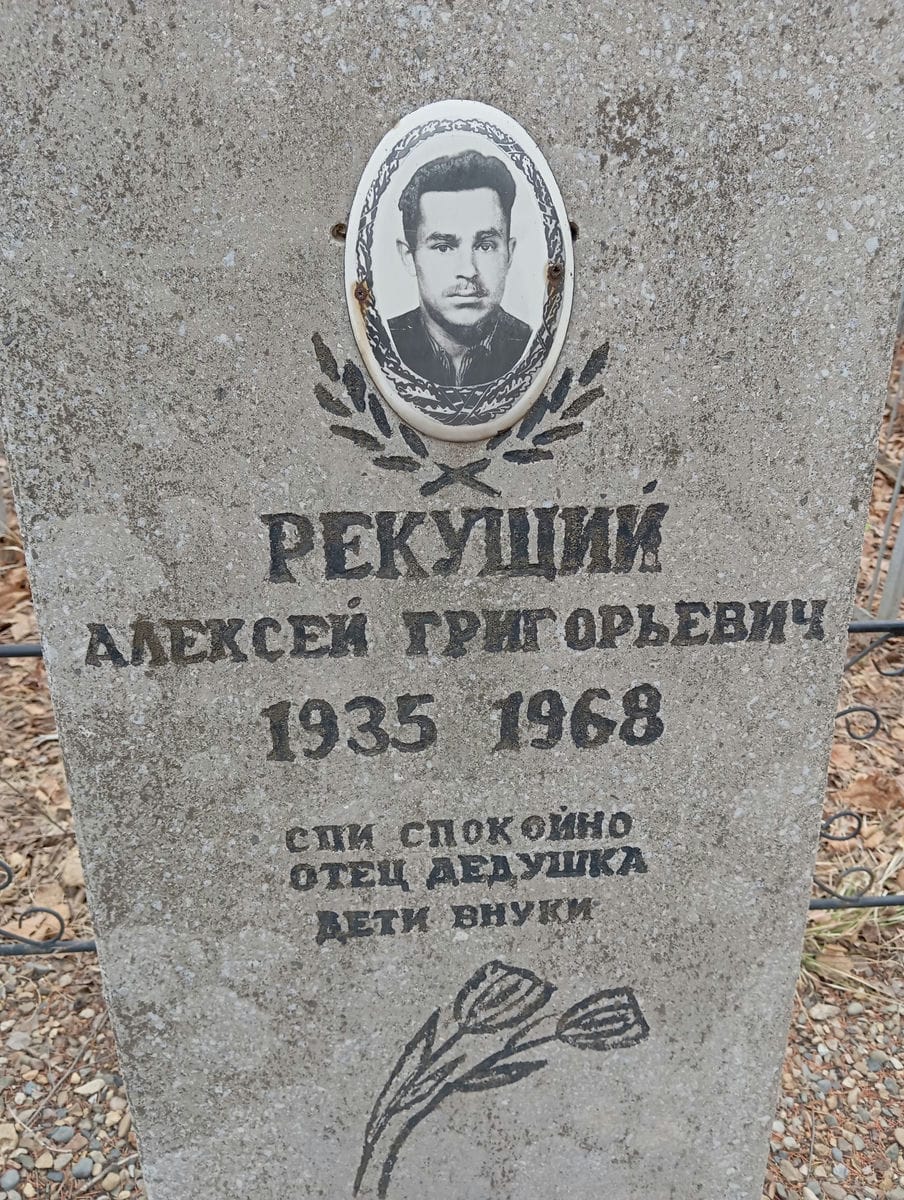 РЕКУЩИЙ
АЛЕКСЕЙ ГРИГОРЬЕВИЧ
1935 1968
СПИ СПОКОЙНО
ОТЕЦ ДЕДУШКА
ДЕТИ ВНУКИ